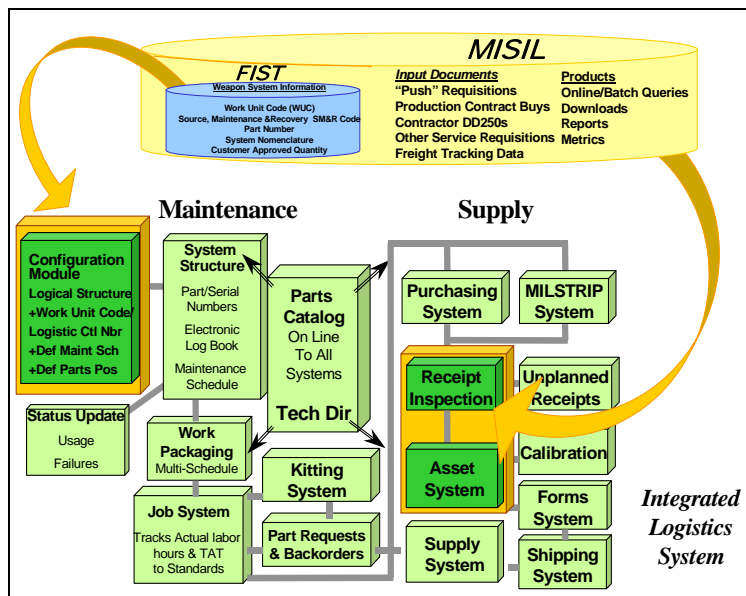 MISIL
FIST
Weapon System Information
Work Unit Code (WUC)
Source, Maintenance &Recovery SM&R Code
Part Number
System Nomenclature
Customer Approved Quantity
Input Documents
“Push” Requisitions
Production Contract Buys
Contractor DD250s
Other Service Requisitions
Freight Tracking Data
Products
Online/Batch Queries
Downloads
Reports
Metrics
Maintenance
Supply
Configuration
Module
Logical Structure
+Work Unit Code/
Logistic Ctl Nbr
+Def Maint Sch
+Def Parts Pos
System
Structure
Part/Serial
Numbers
Electronic
Log Book
Maintenance
Schedule
Parts
Catalog
On Line
To All
Systems
Tech Dir
Purchasing
System
MILSTRIP
System
Receipt
Inspection
Unplanned
Receipts
Asset
System
Calibration
Status Update
Usage
Failures
Work
Packaging
Multi-Schedule
Kitting
System
Job System
Tracks Actual labor
hours & TAT
to Standards
Part Requests
& Backorders
Supply
System
Forms
System
Shipping
System
Integrated
Logistics
System